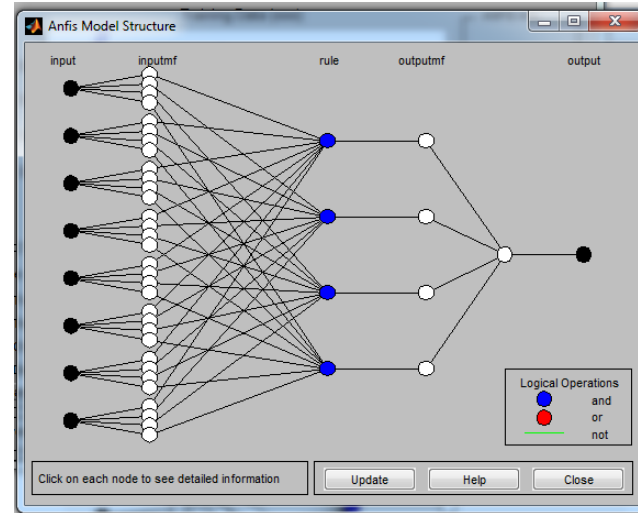 Anfis Model Structure
input inputmf rule outputmf output
Logical Operations
and
or
not
Click on each node to see detailed information
Update Help Close